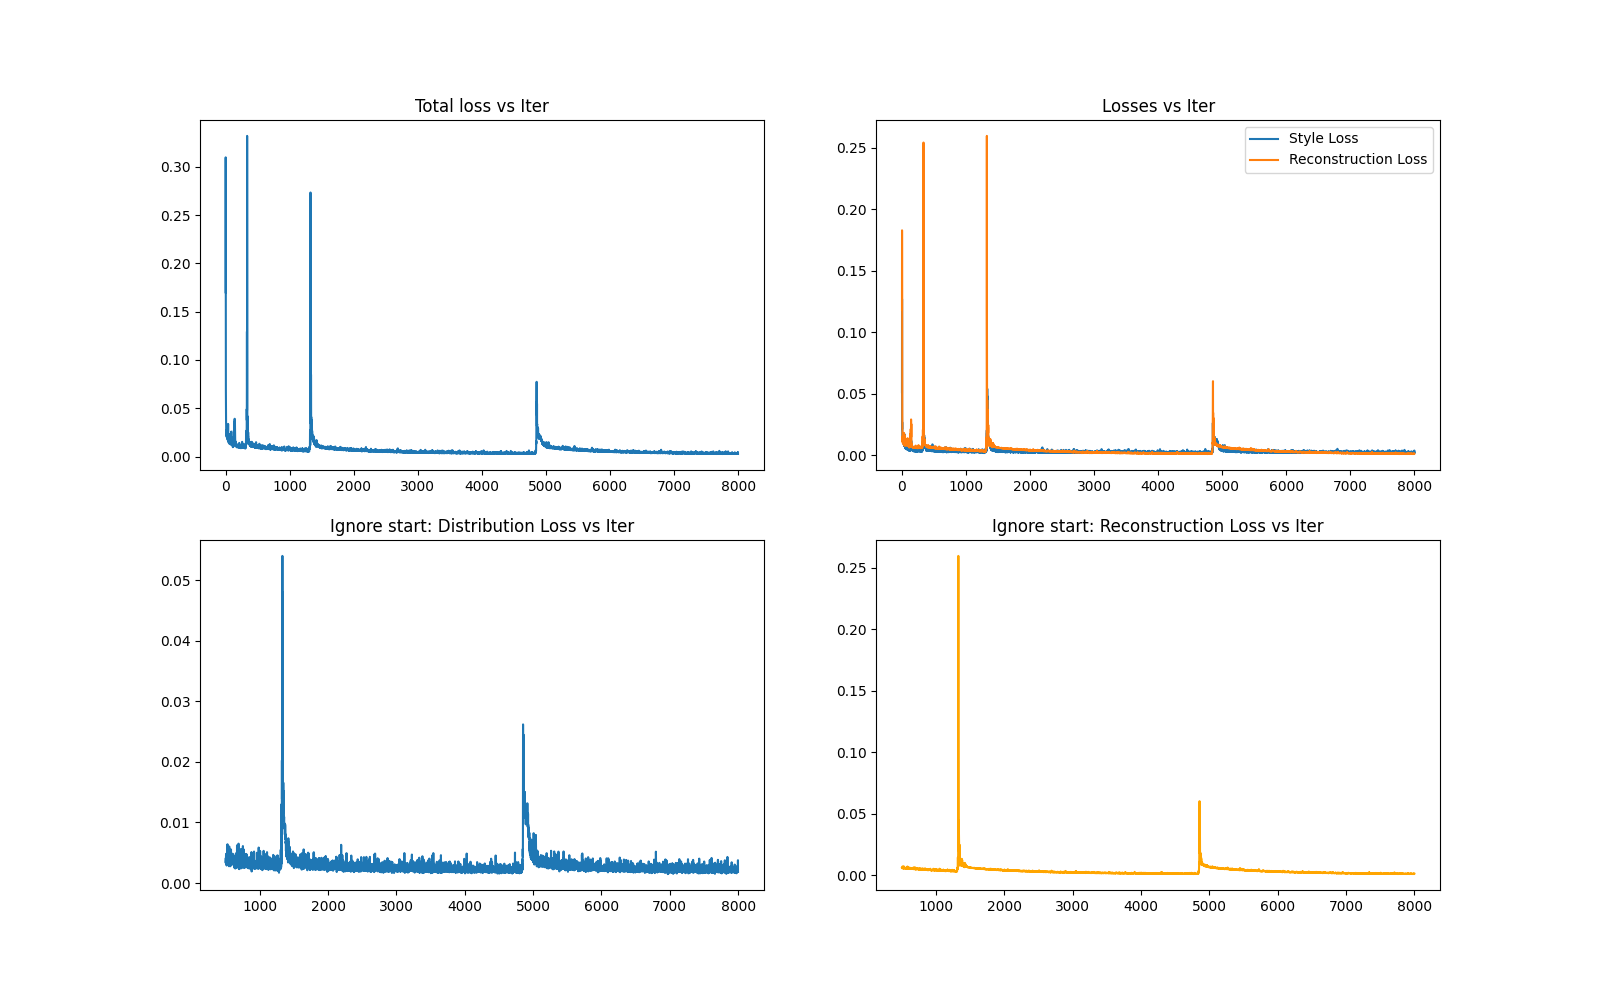 Total loss vs Iter
0.30
0.25
0.20
0.15
0.10
0.05
0.00
0 1000 2000 3000 4000 5000 6000 7000 8000
Losses vs Iter
Style Loss
Reconstruction Loss
0.25
0.20
0.15
0.10
0.05
0.00
0 1000 2000 3000 4000 5000 6000 7000 8000
Ignore start: Distribution Loss vs Iter
0.05
0.04
0.03
0.02
0.01
0.00
1000 2000 3000 4000 5000 6000 7000 8000
Ignore start: Reconstruction Loss vs Iter
0.25
0.20
0.15
0.10
0.05
0.00
1000 2000 3000 4000 5000 6000 7000 8000